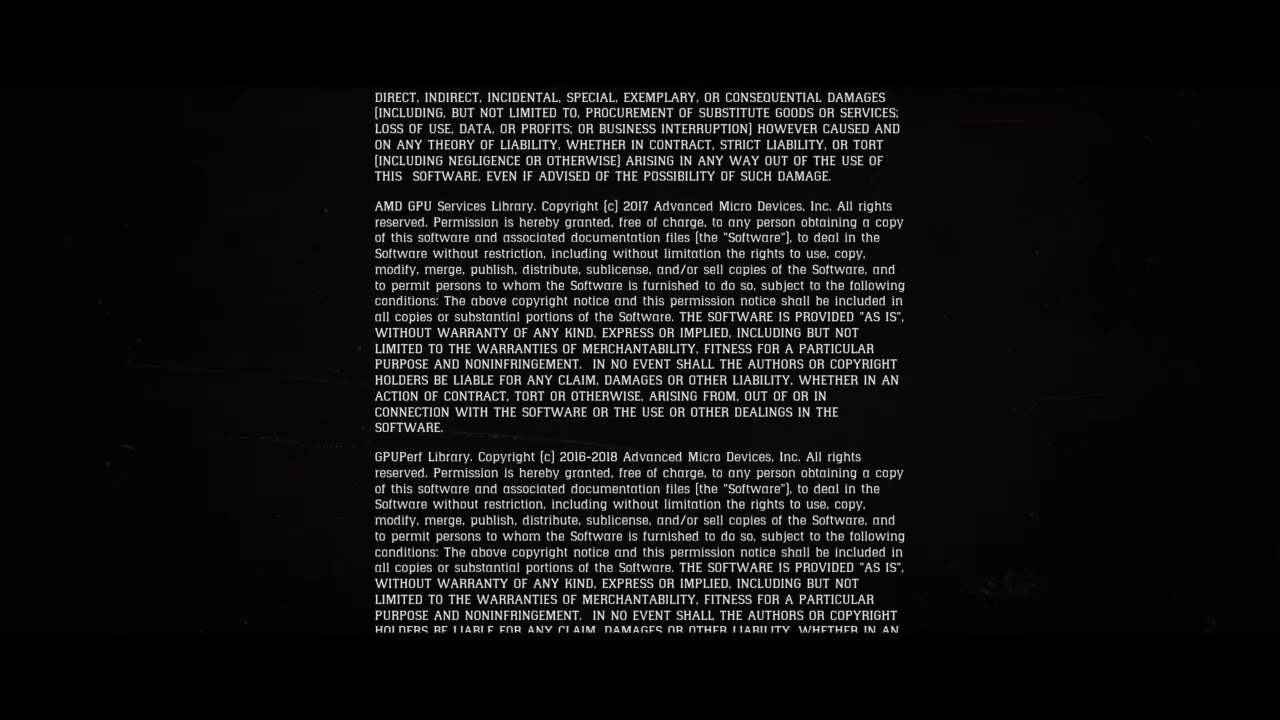 DIRECT, INDIRECT, INCIDENTAL, SPECIAL, EXEMPLARY, OR CONSEQUENTIAL DAMAGES
(INCLUDING, BUT NOT LIMITED TO, PROCUREMENT OF SUBSTITUTE GOODS OR SERVICES;
LOSS OF USE, DATA, OR PROFITS; OR BUSINESS INTERRUPTION) HOWEVER CAUSED AND
ON ANY THEORY OF LIABILITY, WHETHER IN CONTRACT, STRICT LIABILITY, OR TORT
(INCLUDING NEGLIGENCE OR OTHERWISE) ARISING IN ANY WAY OUT OF THE USE OF
THIS  SOFTWARE, EVEN IF ADVISED OF THE POSSIBILITY OF SUCH DAMAGE.
AMD GPU Services Library. Copyright (c) 2017 Advanced Micro Devices, Inc. All rights
reserved. Permission is hereby granted, free of charge, to any person obtaining a copy
of this software and associated documentation files (the "Software"), to deal in the
Software without restriction, including without limitation the rights to use, copy,
modify, merge, publish, distribute, sublicense, and/or sell copies of the Software, and
to permit persons to whom the Software is furnished to do so, subject to the following
conditions: The above copyright notice and this permission notice shall be included in
all copies or substantial portions of the Software. THE SOFTWARE IS PROVIDED "AS IS",
WITHOUT WARRANTY OF ANY KIND, EXPRESS OR IMPLIED, INCLUDING BUT NOT
LIMITED TO THE WARRANTIES OF MERCHANTABILITY, FITNESS FOR A PARTICULAR
PURPOSE AND NONINFRINGEMENT.  IN NO EVENT SHALL THE AUTHORS OR COPYRIGHT
HOLDERS BE LIABLE FOR ANY CLAIM, DAMAGES OR OTHER LIABILITY, WHETHER IN AN
ACTION OF CONTRACT, TORT OR OTHERWISE, ARISING FROM, OUT OF OR IN
CONNECTION WITH THE SOFTWARE OR THE USE OR OTHER DEALINGS IN THE
SOFTWARE.
GPUPerf Library. Copyright (c) 2016-2018 Advanced Micro Devices, Inc. All rights
reserved. Permission is hereby granted, free of charge, to any person obtaining a copy
of this software and associated documentation files (the "Software"), to deal in the
Software without restriction, including without limitation the rights to use, copy,
modify, merge, publish, distribute, sublicense, and/or sell copies of the Software, and
to permit persons to whom the Software is furnished to do so, subject to the following
conditions: The above copyright notice and this permission notice shall be included in
all copies or substantial portions of the Software. THE SOFTWARE IS PROVIDED "AS IS",
WITHOUT WARRANTY OF ANY KIND, EXPRESS OR IMPLIED, INCLUDING BUT NOT
LIMITED TO THE WARRANTIES OF MERCHANTABILITY, FITNESS FOR A PARTICULAR
PURPOSE AND NONINFRINGEMENT.  IN NO EVENT SHALL THE AUTHORS OR COPYRIGHT
HOLDERS BE LIABLE FOR ANY CLAIM, DAMAGES OR OTHER LIABILITY, WHETHER IN AN